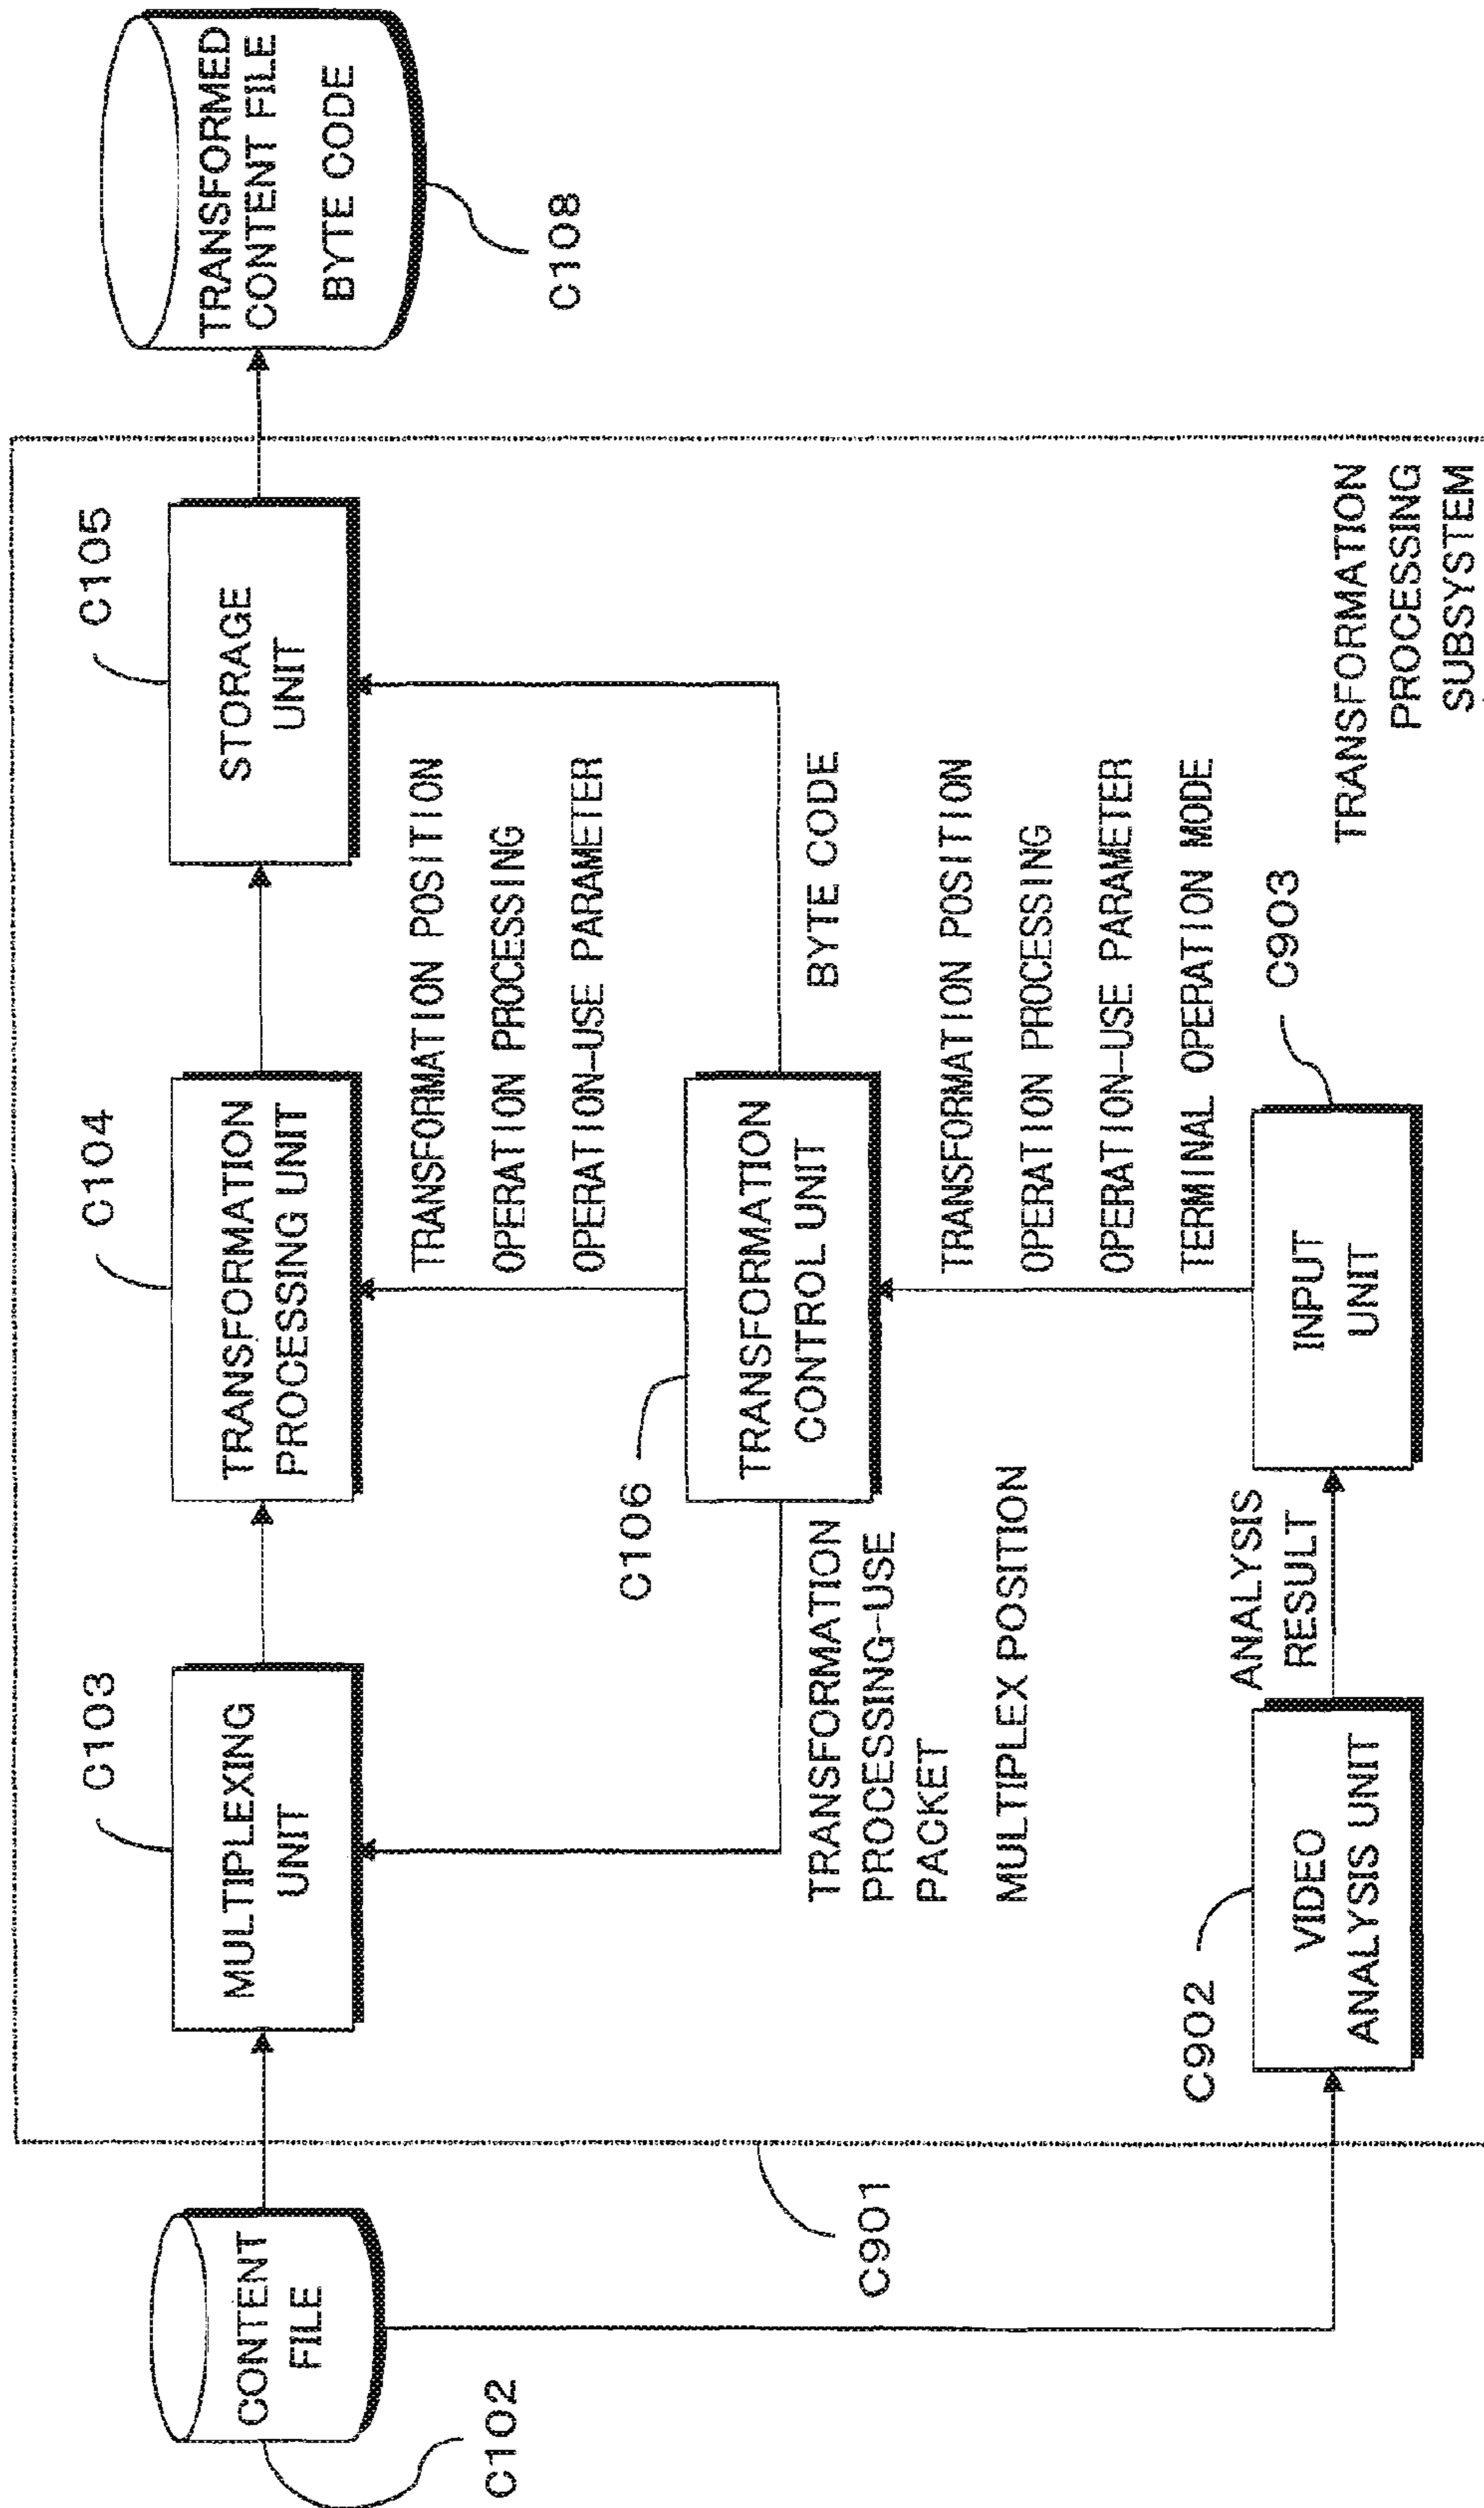 C102
CONTENT
FILE
C901
C103
MULTIPLEXING
UNIT
C104
TRANSFORMATION
PROCESSING UNIT
C105
STORAGE
UNIT
TRANSFORMED
CONTENT FILE
BYTE CODE
C108
TRANSFORMATION POSITION
OPERATION PROCESSING
OPERATION-USE PARAMETER
C106
TRANSFORMATION
CONTROL UNIT
TRANSFORMATION
PROCESSING-USE
PACKET
MULTIPLEX POSITION
BYTE CODE
TRANSFORMATION POSITION
OPERATION PROCESSING
OPERATION-USE PARAMETER
TERMINAL OPERATION MODE
C902
VIDEO
ANALYSIS UNIT
ANALYSIS
RESULT
C903
INPUT
UNIT
TRANSFORMATION
PROCESSING
SUBSYSTEM